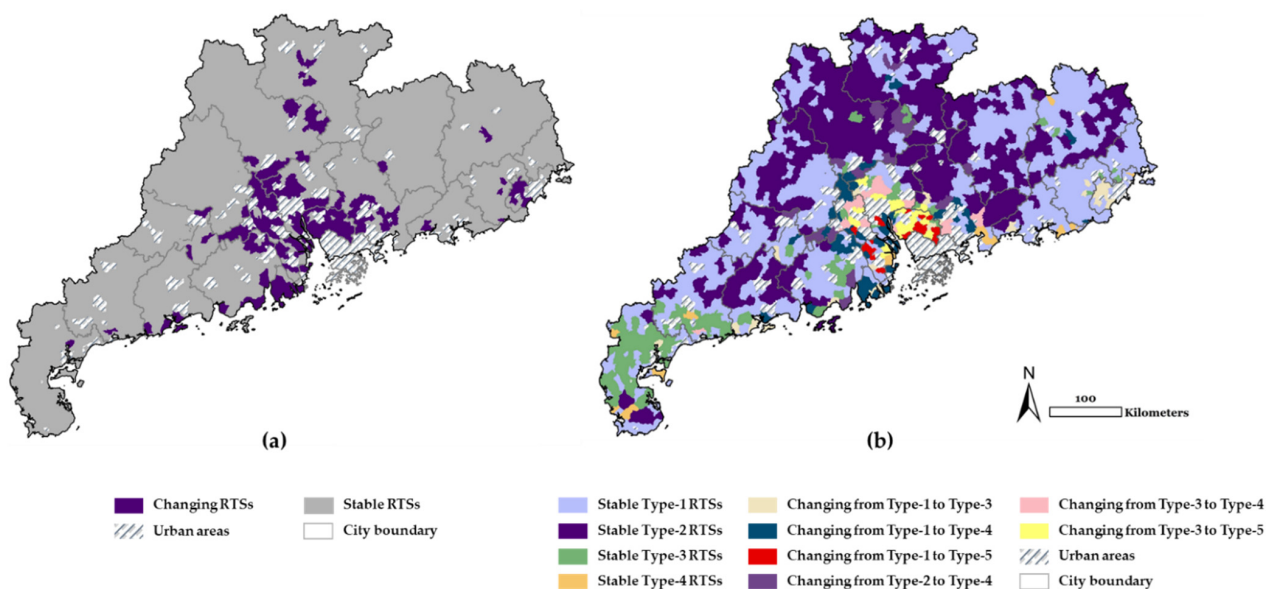 N
100
Kilometers
(a)
(b)
Changing RTSs
Stable RTSs
Urban areas
City boundary
Stable Type-1 RTSs
Changing from Type-1 to Type-3
Changing from Type-3 to Type-4
Stable Type-2 RTSs
Changing from Type-1 to Type-4
Changing from Type-3 to Type-5
Stable Type-3 RTSs
Changing from Type-1 to Type-5
Urban areas
Stable Type-4 RTSs
Changing from Type-2 to Type-4
City boundary